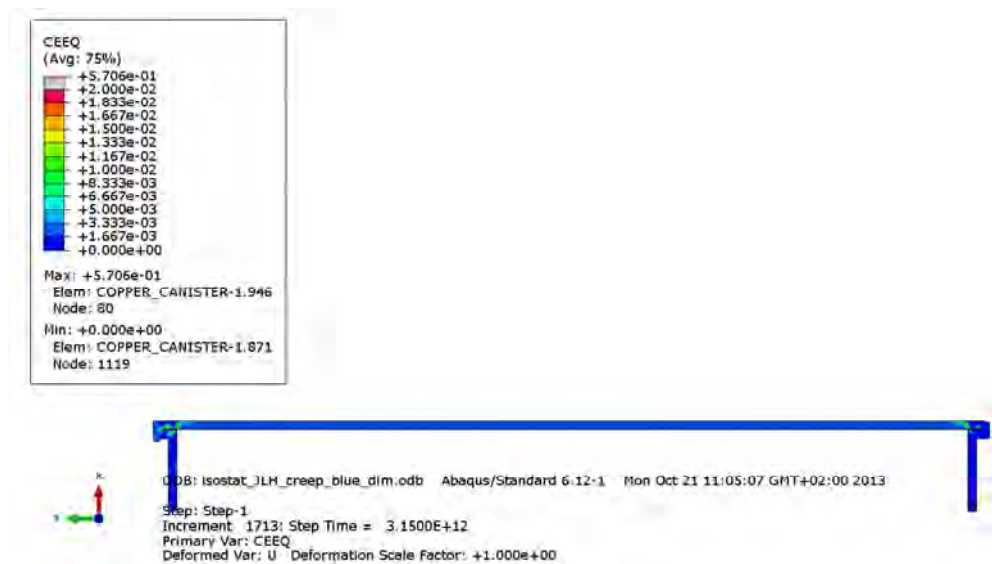 CEEQ
(Avg: 75%)
+5.706e-01
+2.000e-02
+1.833e-02
+1.667e-02
+1.500e-02
+1.333e-02
+1.167e-02
+1.000e-02
+8.333e-03
+6.667e-03
+5.000e-03
+3.333e-03
+1.667e-03
+0.000e+00
Max: +5.706e-01
Elem: COPPER_CANISTER-1.946
Node: 80
Min: +0.000e+00
Elem: COPPER_CANISTER-1.871
Node: 1119
ODB: isostat_JLH_creep_blue_dim.odb Abaqus/Standard 6.12-1 Mon Oct 21 11:05:07 GMT+02:00 2013
Step: Step-1
Increment 1713: Step Time = 3.1500E+12
Primary Var: CEEQ
Deformed Var: U Deformation Scale Factor: +1.000e+00